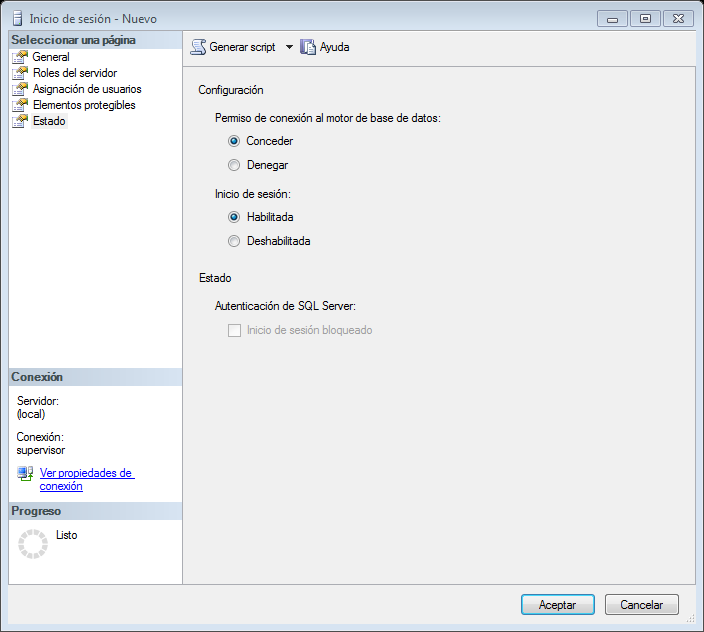 Inicio de sesión - Nuevo
Seleccionar una página
General
Roles del servidor
Asignación de usuarios
Elementos protegibles
Estado
Generar script
Ayuda
Configuración
Permiso de conexión al motor de base de datos:
Conceder
Denegar
Inicio de sesión:
Habilitada
Deshabilitada
Estado
Autenticación de SQL Server:
Inicio de sesión bloqueado
Conexión
Servidor:
(local)
Conexión:
supervisor
Ver propiedades de
conexión
Progreso
Listo
Aceptar
Cancelar